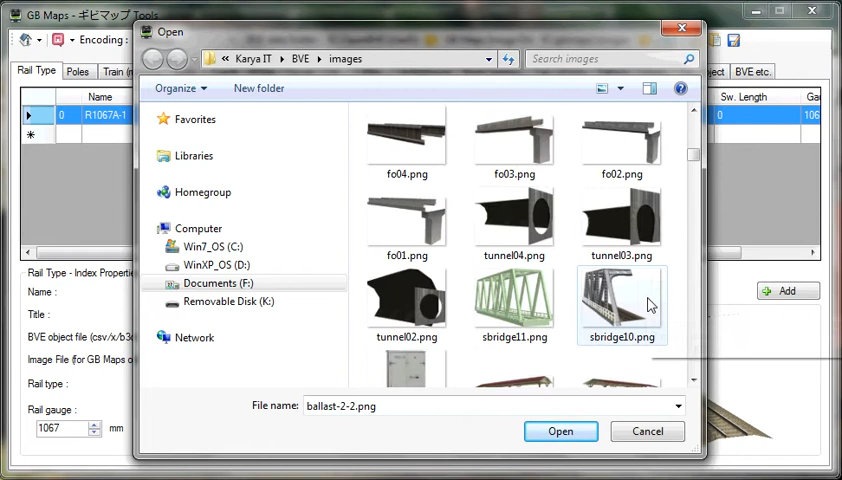 GB Maps - ギビマップ Tools
Open
Encoding :
Karya IT
BVE
images
Search images
Rail Type
Poles
Organize
New folder
BVE etc.
Name
Sw. Length
0
R1067A-1
0
106
Favorites
Libraries
Homegroup
Computer
Win7_OS (C:)
WinXP_OS (D:)
Documents (F:)
Removable Disk (K:)
Network
fo04.png
fo03.png
fo02.png
fo01.png
tunnel04.png
tunnel03.png
tunnel02.png
sbridge11.png
sbridge10.png
Rail Type - Index Properti
Name :
Title :
BVE object file (csv/x/b3
Image File (for GB Maps o
Rail type :
Rail gauge :
1067
mm
Add
File name:
ballast-2-2.png
Open
Cancel